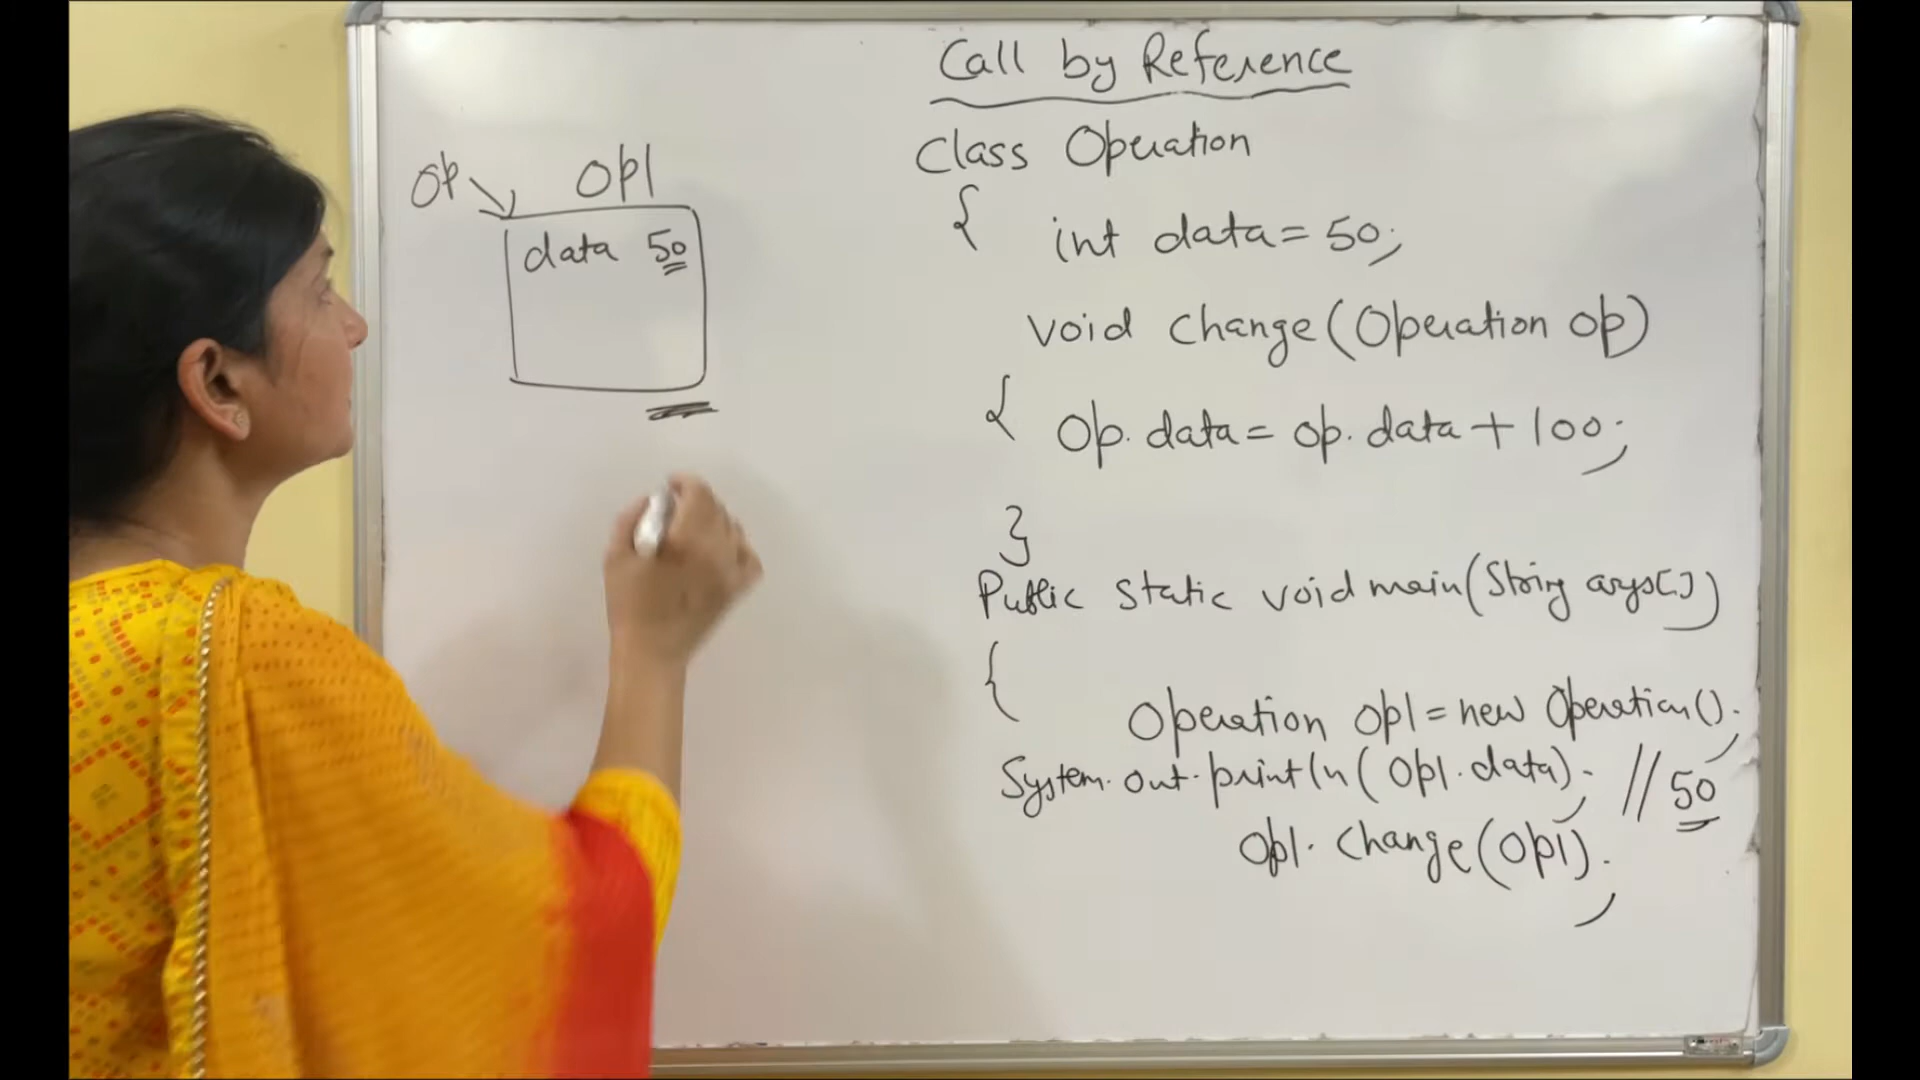 Call by Reference
Class Operation
{ int data = 50;
void change(Operation op)
{ Op.data = op.data + 100;
}
Public static void main(String args[])
{
Operation op1 = new Operation();
System.out.println(op1.data); // 50
op1.change(op1);
op op1
data 50